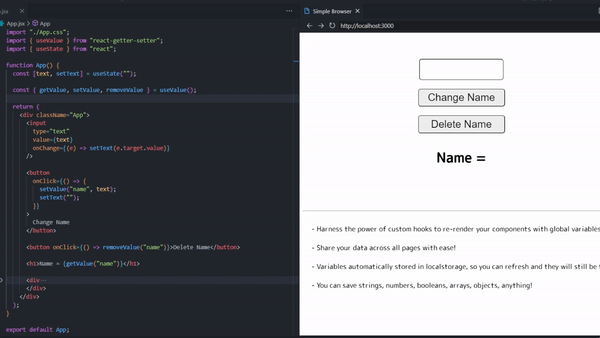 .jsx ×
App.jsx > App
import "./App.css";
import { useValue } from "react-getter-setter";
import { useState } from "react";
function App() {
const [text, setText] = useState("");
const { getValue, setValue, removeValue } = useValue();
return (
<div className="App">
<input
type="text"
value={text}
onChange={(e) => setText(e.target.value)}
/>
<button
onClick={() => {
setValue("name", text);
setText("");
}}
>
Change Name
</button>
<button onClick={() => removeValue("name")}>Delete Name</button>
<h1>Name = {getValue("name")}</h1>
<div ...
</div>
</div>
);
}
export default App;
Simple Browser ×
http://localhost:3000
Change Name
Delete Name
Name =
- Harness the power of custom hooks to re-render your components with global variables
- Share your data across all pages with ease!
- Variables automatically stored in localstorage, so you can refresh and they will still be
- You can save strings, numbers, booleans, arrays, objects, anything!